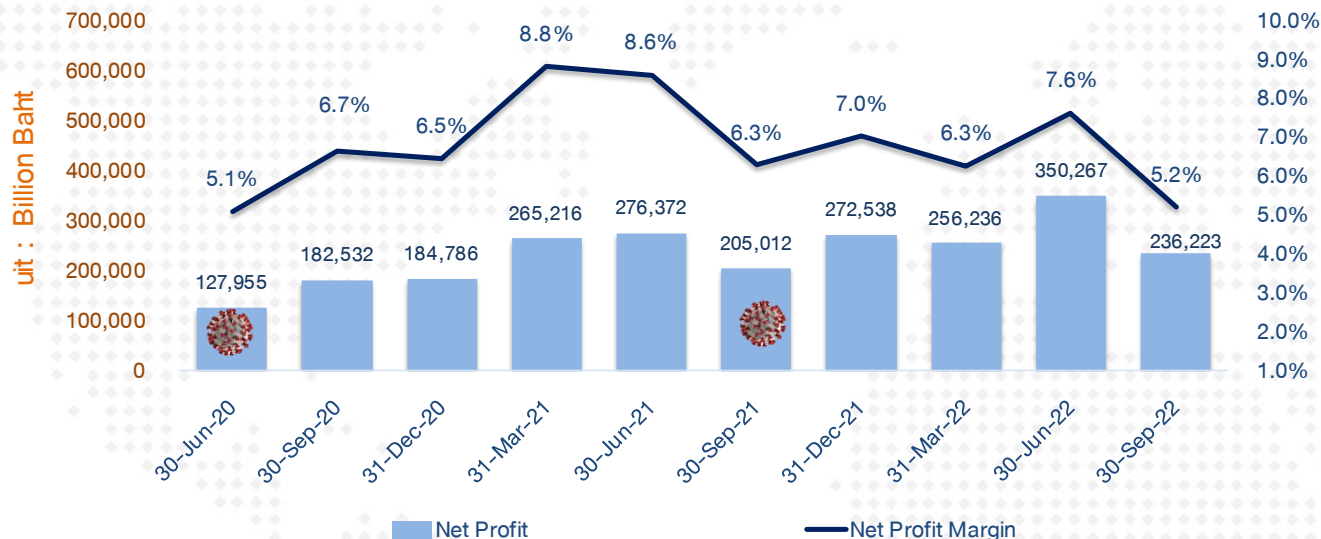 uit : Billion Baht
700,000
600,000
500,000
400,000
300,000
200,000
100,000
0
10.0%
9.0%
8.0%
7.0%
6.0%
5.0%
4.0%
3.0%
2.0%
1.0%
5.1%
6.7%
6.5%
8.8%
8.6%
6.3%
7.0%
6.3%
7.6%
5.2%
127,955
182,532
184,786
265,216
276,372
205,012
272,538
256,236
350,267
236,223
30-Jun-20
30-Sep-20
31-Dec-20
31-Mar-21
30-Jun-21
30-Sep-21
31-Dec-21
31-Mar-22
30-Jun-22
30-Sep-22
Net Profit
Net Profit Margin